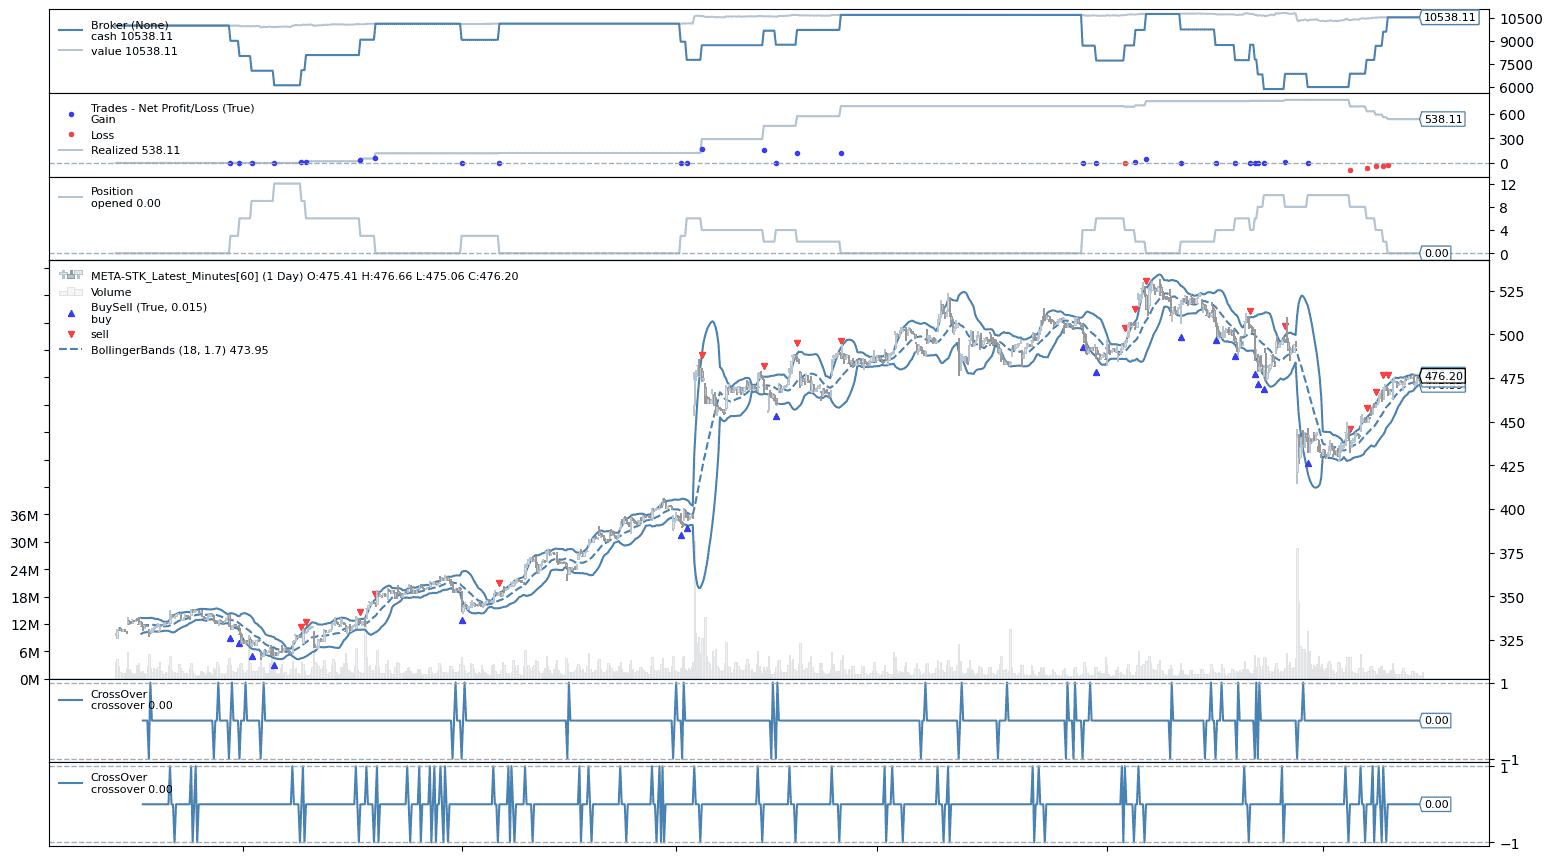 Broker (None)
cash 10538.11
value 10538.11
10538.11
10500
9000
7500
6000
Trades - Net Profit/Loss (True)
Gain
Loss
Realized 538.11
538.11
600
300
0
Position
opened 0.00
0.00
12
8
4
0
META-STK_Latest_Minutes[60] (1 Day) O:475.41 H:476.66 L:475.06 C:476.20
Volume
BuySell (True, 0.015)
buy
sell
BollingerBands (18, 1.7) 473.95
476.20
525
500
475
450
425
400
375
350
325
36M
30M
24M
18M
12M
6M
0M
CrossOver
crossover 0.00
0.00
1
−1
CrossOver
crossover 0.00
0.00
1
−1